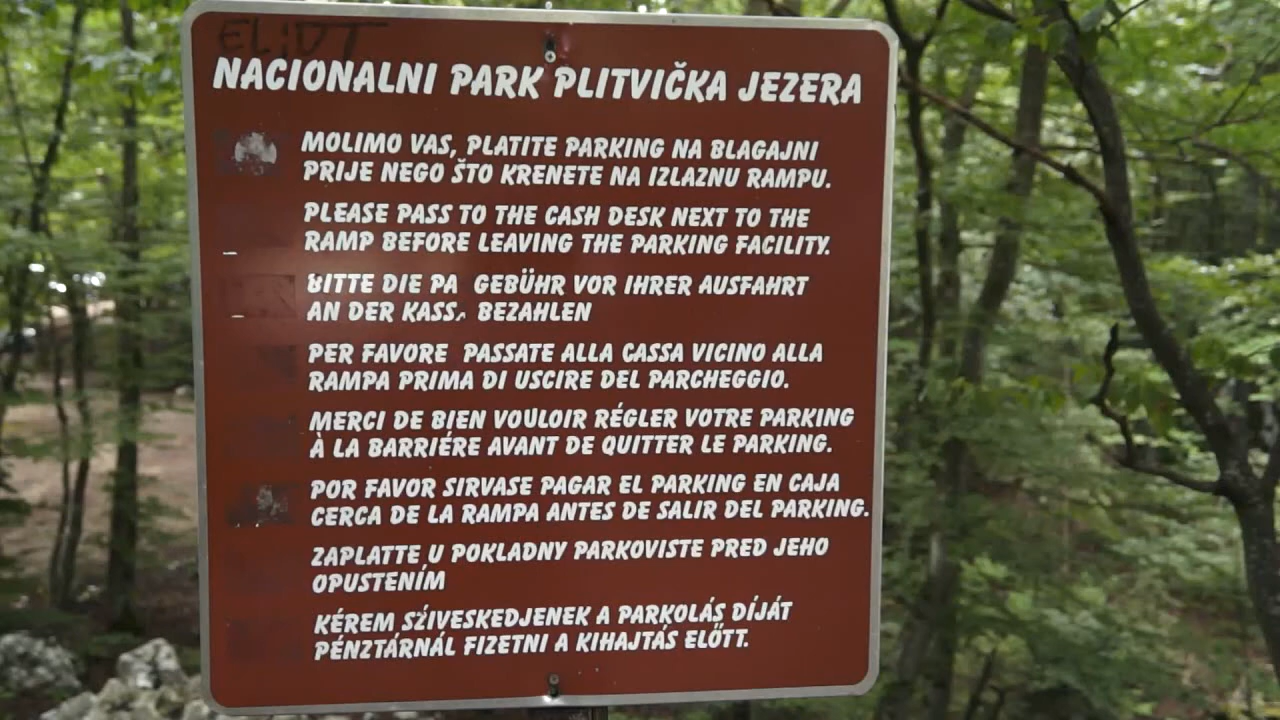 ELIOT
NACIONALNI PARK PLITVIČKA JEZERA
MOLIMO VAS, PLATITE PARKING NA BLAGAJNI
PRIJE NEGO ŠTO KRENETE NA IZLAZNU RAMPU.
PLEASE PASS TO THE CASH DESK NEXT TO THE
RAMP BEFORE LEAVING THE PARKING FACILITY.
BITTE DIE PA GEBÜHR VOR IHRER AUSFAHRT
AN DER KASS BEZAHLEN
PER FAVORE PASSATE ALLA CASSA VICINO ALLA
RAMPA PRIMA DI USCIRE DEL PARCHEGGIO.
MERCI DE BIEN VOULOIR RÉGLER VOTRE PARKING
À LA BARRIÉRE AVANT DE QUITTER LE PARKING.
POR FAVOR SIRVASE PAGAR EL PARKING EN CAJA
CERCA DE LA RAMPA ANTES DE SALIR DEL PARKING.
ZAPLATTE U POKLADNY PARKOVISTE PRED JEHO
OPUSTENÍM
KÉREM SZÍVESKEDJENEK A PARKOLÁS DÍJÁT
PÉNZTÁRNÁL FIZETNI A KIHAJTÁS ELŐTT.